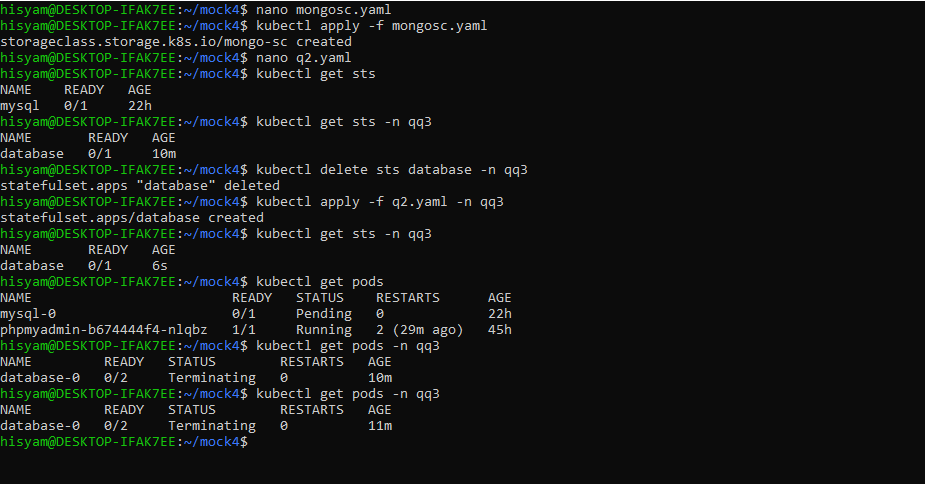 hisyam@DESKTOP-IFAK7EE:~/mock4$ nano mongosc.yaml
hisyam@DESKTOP-IFAK7EE:~/mock4$ kubectl apply -f mongosc.yaml
storageclass.storage.k8s.io/mongo-sc created
hisyam@DESKTOP-IFAK7EE:~/mock4$ nano q2.yaml
hisyam@DESKTOP-IFAK7EE:~/mock4$ kubectl get sts
NAME    READY   AGE
mysql   0/1     22h
hisyam@DESKTOP-IFAK7EE:~/mock4$ kubectl get sts -n qq3
NAME       READY   AGE
database   0/1     10m
hisyam@DESKTOP-IFAK7EE:~/mock4$ kubectl delete sts database -n qq3
statefulset.apps "database" deleted
hisyam@DESKTOP-IFAK7EE:~/mock4$ kubectl apply -f q2.yaml -n qq3
statefulset.apps/database created
hisyam@DESKTOP-IFAK7EE:~/mock4$ kubectl get sts -n qq3
NAME       READY   AGE
database   0/1     6s
hisyam@DESKTOP-IFAK7EE:~/mock4$ kubectl get pods
NAME                         READY   STATUS    RESTARTS      AGE
mysql-0                      0/1     Pending   0             22h
phpmyadmin-b674444f4-nlqbz   1/1     Running   2 (29m ago)   45h
hisyam@DESKTOP-IFAK7EE:~/mock4$ kubectl get pods -n qq3
NAME         READY   STATUS        RESTARTS   AGE
database-0   0/2     Terminating   0          10m
hisyam@DESKTOP-IFAK7EE:~/mock4$ kubectl get pods -n qq3
NAME         READY   STATUS        RESTARTS   AGE
database-0   0/2     Terminating   0          11m
hisyam@DESKTOP-IFAK7EE:~/mock4$